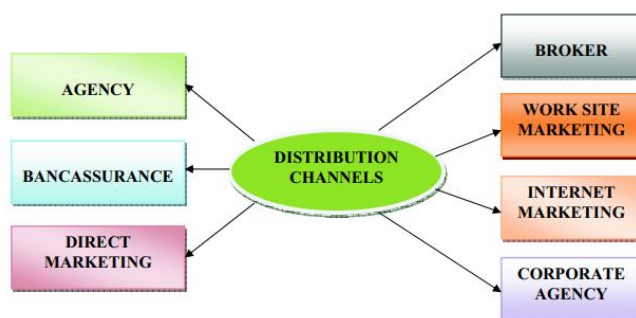 AGENCY
BANCASSURANCE
DIRECT
MARKETING
DISTRIBUTION
CHANNELS
BROKER
WORK SITE
MARKETING
INTERNET
MARKETING
CORPORATE
AGENCY